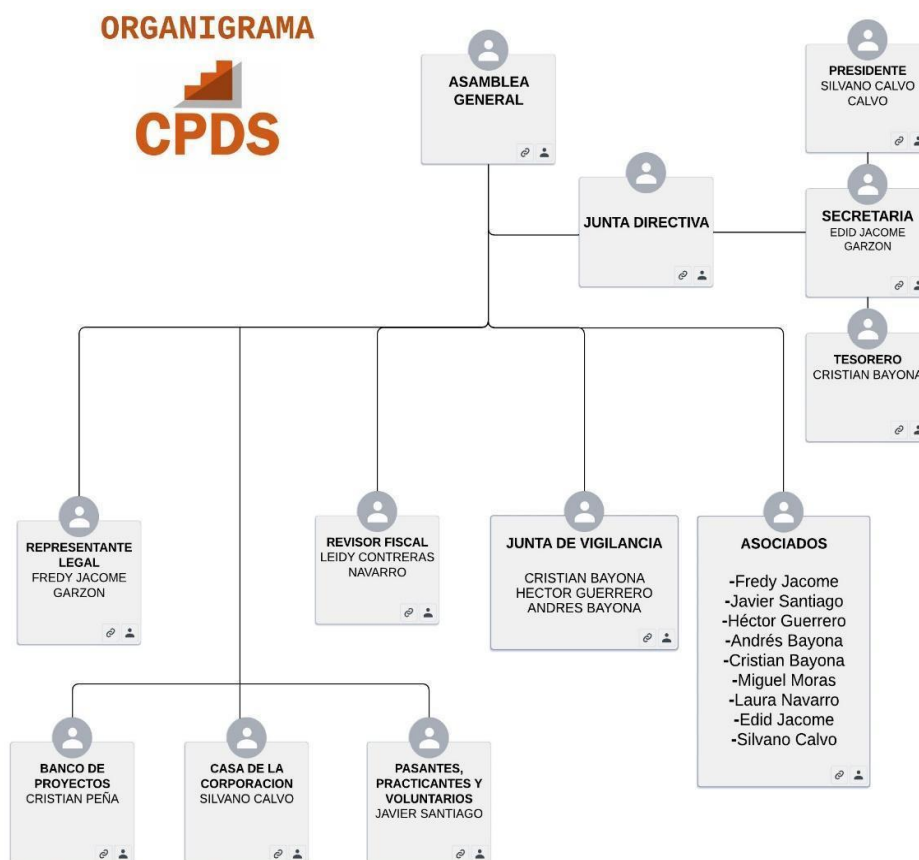 ORGANIGRAMA
CPDS
ASAMBLEA
GENERAL
PRESIDENTE
SILVANO CALVO
CALVO
JUNTA DIRECTIVA
SECRETARIA
EDID JACOME
GARZON
TESORERO
CRISTIAN BAYONA
REPRESENTANTE
LEGAL
FREDY JACOME
GARZON
REVISOR FISCAL
LEIDY CONTRERAS
NAVARRO
JUNTA DE VIGILANCIA
CRISTIAN BAYONA
HECTOR GUERRERO
ANDRES BAYONA
ASOCIADOS
-Fredy Jacome
-Javier Santiago
-Héctor Guerrero
-Andrés Bayona
-Cristian Bayona
-Miguel Moras
-Laura Navarro
-Edid Jacome
-Silvano Calvo
BANCO DE
PROYECTOS
CRISTIAN PEÑA
CASA DE LA
CORPORACION
SILVANO CALVO
PASANTES,
PRACTICANTES Y
VOLUNTARIOS
JAVIER SANTIAGO